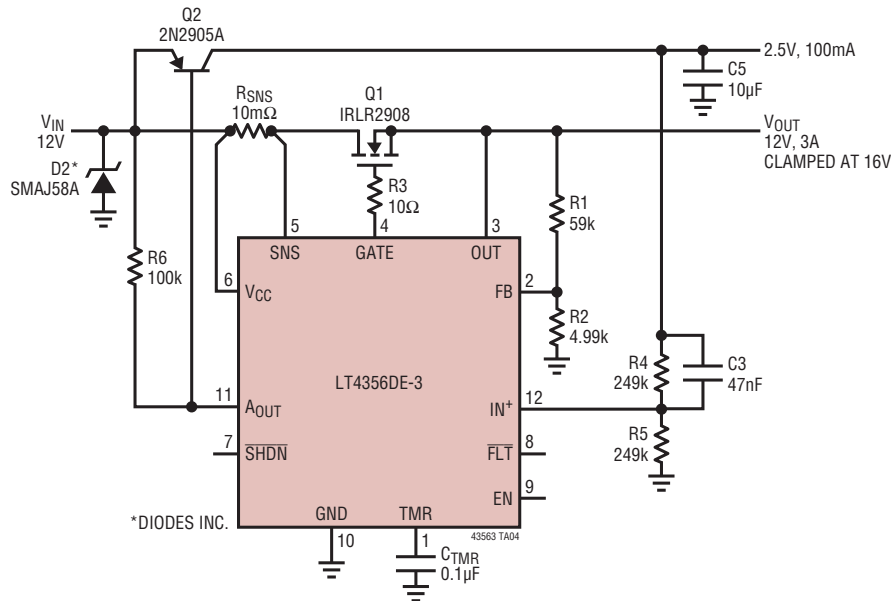 Q2
2N2905A
2.5V, 100mA
C5
10µF
VIN
12V
RSNS
10mΩ
Q1
IRLR2908
VOUT
12V, 3A
CLAMPED AT 16V
D2*
SMAJ58A
R3
10Ω
R1
59k
5
4
3
SNS
GATE
OUT
R6
100k
6
VCC
FB
2
R2
4.99k
LT4356DE-3
R4
249k
C3
47nF
11
AOUT
IN+
12
7
SHDN
FLT
8
R5
249k
EN
9
*DIODES INC.
GND
TMR
43563 TA04
10
1
CTMR
0.1µF